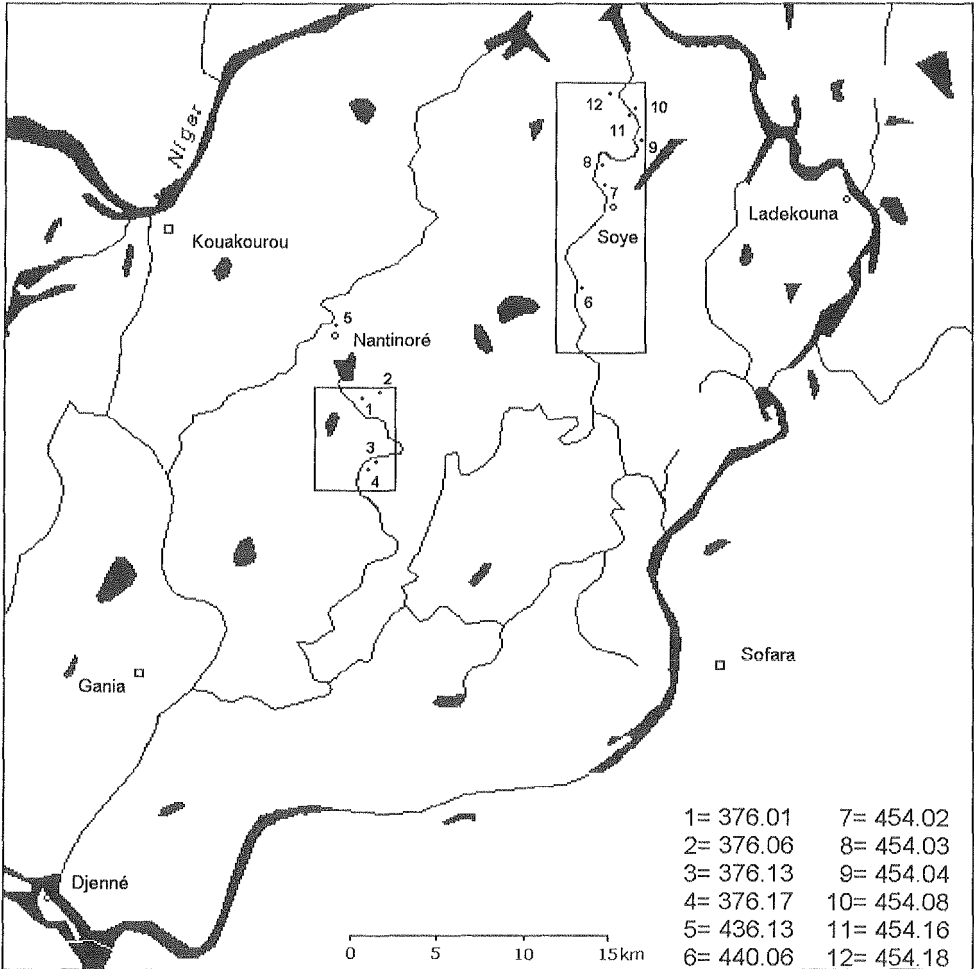 12
10
11
Niger
9
8
7
Ladekouna
Soye
Kouakourou
6
5
Nantinoré
2
1
3
4
Sofara
Gania
Djenné
0 5 10 15 km
1= 376.01 7= 454.02
2= 376.06 8= 454.03
3= 376.13 9= 454.04
4= 376.17 10= 454.08
5= 436.13 11= 454.16
6= 440.06 12= 454.18